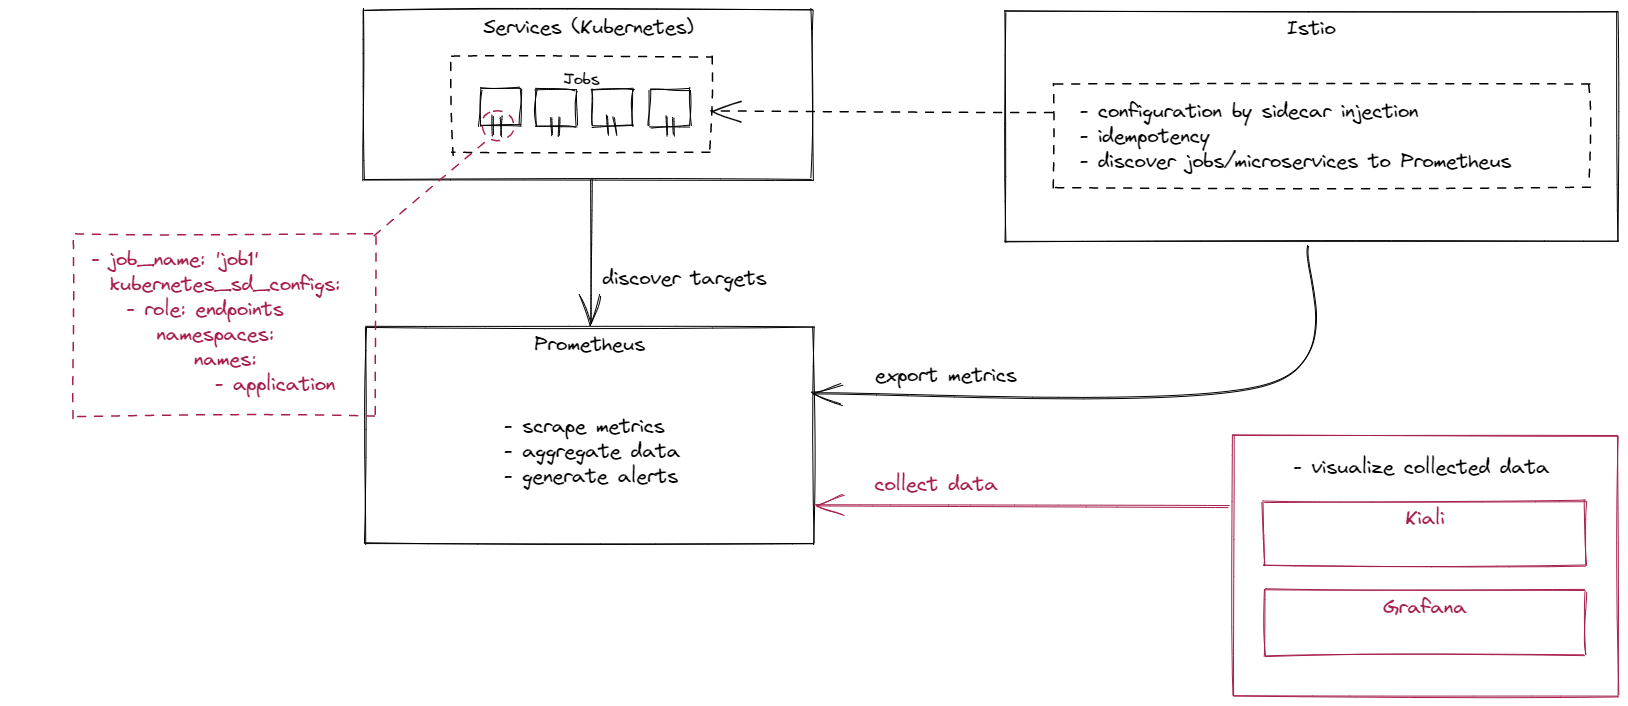 Services (Kubernetes)
Jobs
Istio
- configuration by sidecar injection
- idempotency
- discover jobs/microservices to Prometheus
- job_name: 'job1'
kubernetes_sd_configs:
- role: endpoints
namespaces:
names:
- application
discover targets
Prometheus
- scrape metrics
- aggregate data
- generate alerts
export metrics
collect data
- visualize collected data
Kiali
Grafana